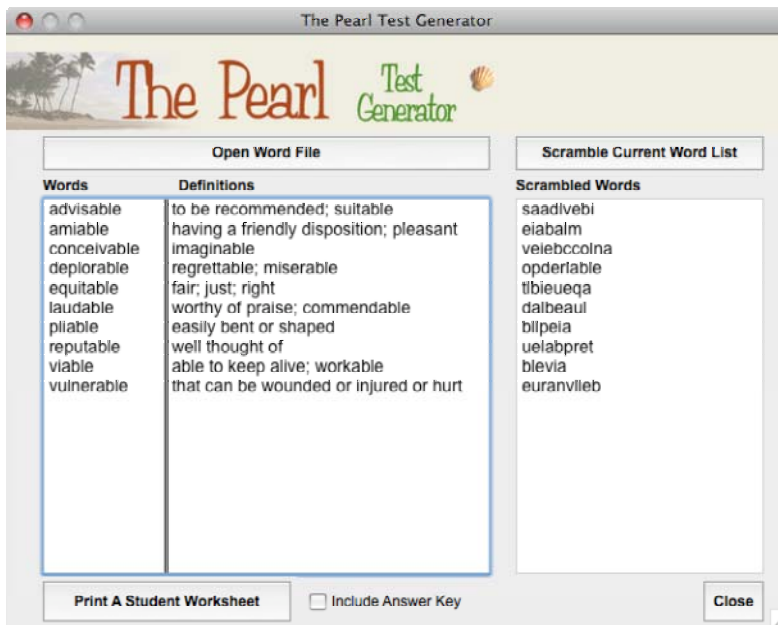 The Pearl Test Generator
The Pearl
Test
Generator
Open Word File
Scramble Current Word List
Words Definitions
Scrambled Words
advisable to be recommended; suitable saadlvebi
amiable having a friendly disposition; pleasant eiabalm
conceivable imaginable veiebccolna
deplorable regrettable; miserable opderlable
equitable fair; just; right tlbieueqa
laudable worthy of praise; commendable dalbeaul
pliable easily bent or shaped bllpeia
reputable well thought of uelabpret
viable able to keep alive; workable blevia
vulnerable that can be wounded or injured or hurt euranvlleb
Print A Student Worksheet
Include Answer Key
Close